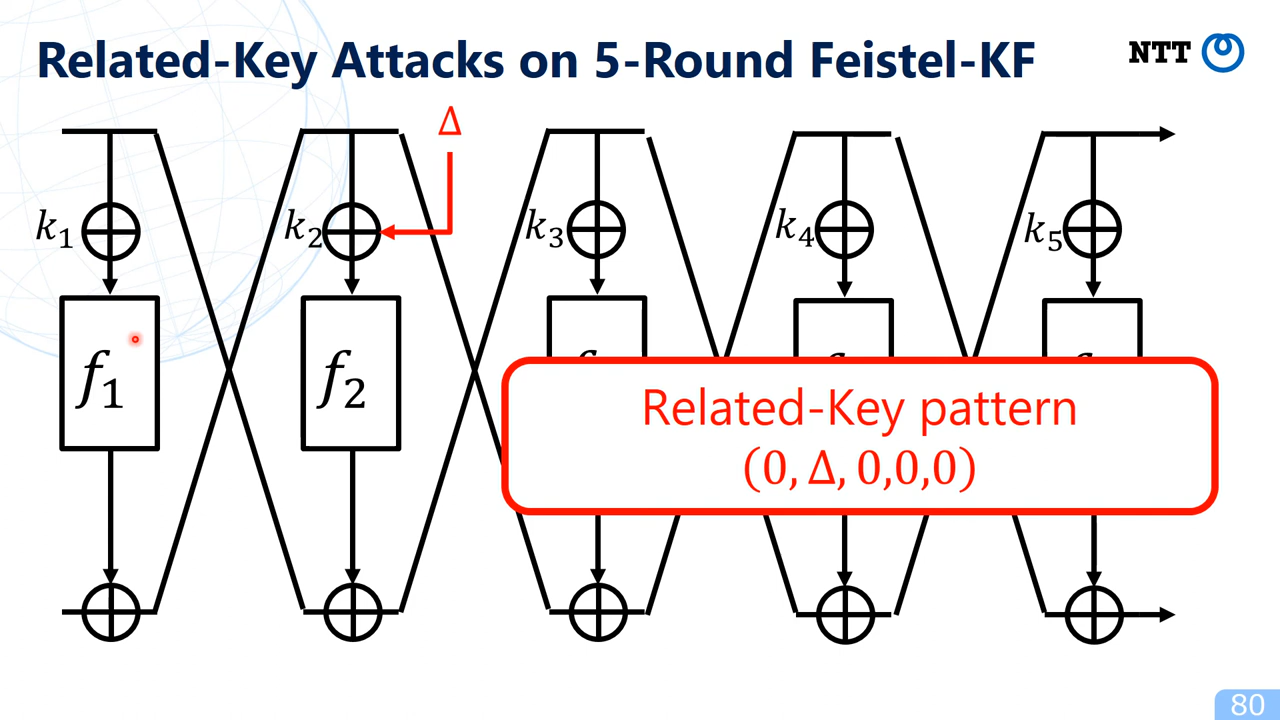 Related-Key Attacks on 5-Round Feistel-KF
NTT
Δ
k₁
k₂
k₃
k₄
k₅
f₁
f₂
Related-Key pattern
(0, Δ, 0,0,0)
80